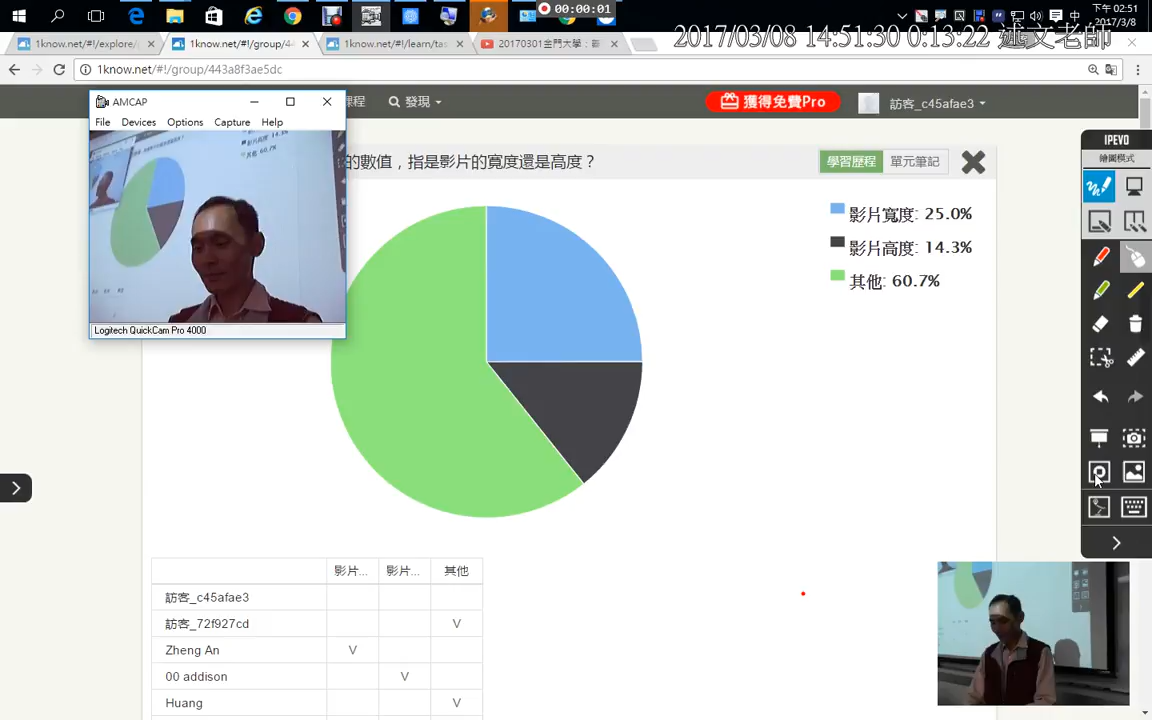 00:00:01
下午 02:51
2017/3/8
中
1know.net/#!/explore/
1know.net/#!/group/4
1know.net/#!/learn/tas
20170301金門大學：
2017/03/08 14:51:30 0:13:22 述文老師
1know.net/#!/group/443a8f3ae5dc
AMCAP
課程
發現
獲得免費Pro
訪客_c45afae3
File Devices Options Capture Help
的數值，指是影片的寬度還是高度？
學習歷程
單元筆記
IPEVO
繪圖模式
影片寬度: 25.0%
影片高度: 14.3%
其他: 60.7%
Logitech QuickCam Pro 4000
影片... 影片... 其他
訪客_c45afae3
訪客_72f927cd V
Zheng An V
00 addison V
Huang V